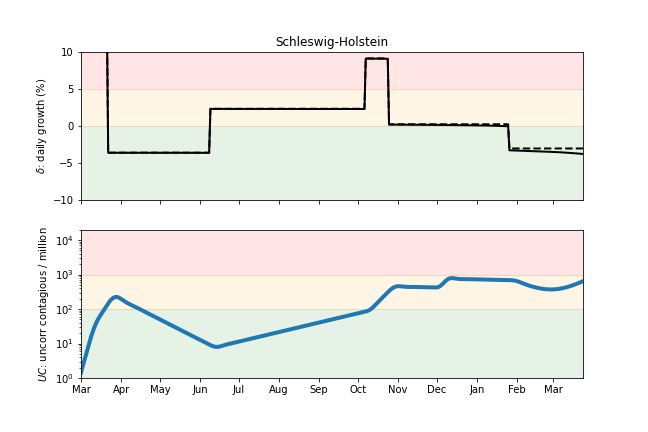 Schleswig-Holstein
δ: daily growth (%)
10
5
0
−5
−10
UC: uncorr contagious / million
10⁴
10³
10²
10¹
10⁰
Mar Apr May Jun Jul Aug Sep Oct Nov Dec Jan Feb Mar